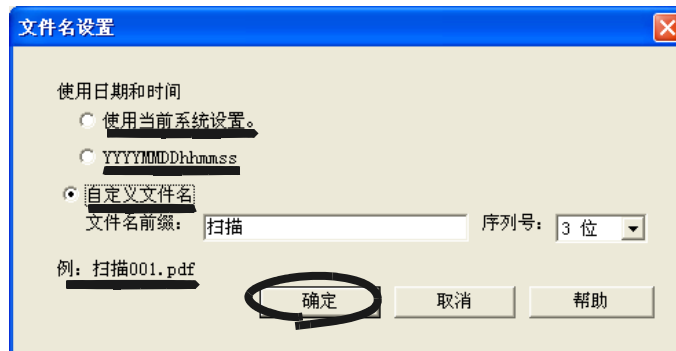 文件名设置
使用日期和时间
使用当前系统设置。
YYYYMMDDhhmmss
自定义文件名
文件名前缀: 扫描 序列号: 3 位
例: 扫描001.pdf
确定 取消 帮助